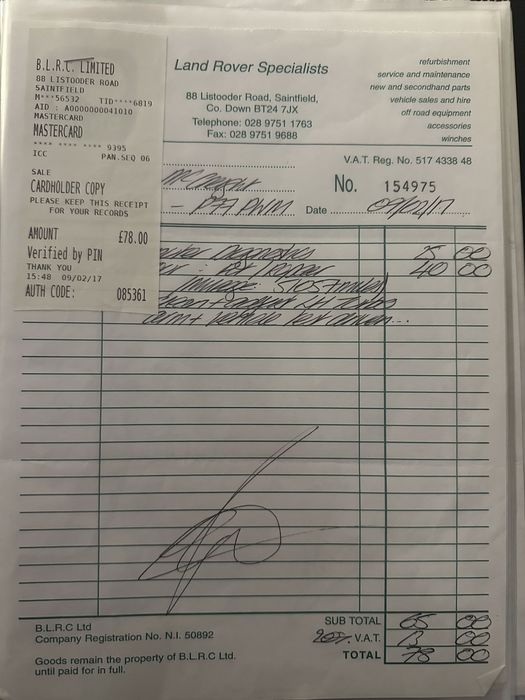 B.L.R.C. LIMITED
88 LISTOODER ROAD
SAINTFIELD
M***56532 TID****6819
AID : A0000000041010
MASTERCARD
MASTERCARD
**** **** **** 9395
ICC PAN.SEQ 06
SALE
CARDHOLDER COPY
PLEASE KEEP THIS RECEIPT
FOR YOUR RECORDS
AMOUNT £78.00
Verified by PIN
THANK YOU
15:48 09/02/17
AUTH CODE: 085361
Land Rover Specialists
88 Listooder Road, Saintfield,
Co. Down BT24 7JX
Telephone: 028 9751 1763
Fax: 028 9751 9688
refurbishment
service and maintenance
new and secondhand parts
vehicle sales and hire
off road equipment
accessories
winches
V.A.T. Reg. No. 517 4338 48
No. 154975
Date 09/02/17
Diagnostics 25 00
40 00
Mileage:
vehicle test driven...
B.L.R.C Ltd
Company Registration No. N.I. 50892
Goods remain the property of B.L.R.C Ltd.
until paid for in full.
SUB TOTAL 65 00
20% V.A.T. 13 00
TOTAL 78 00